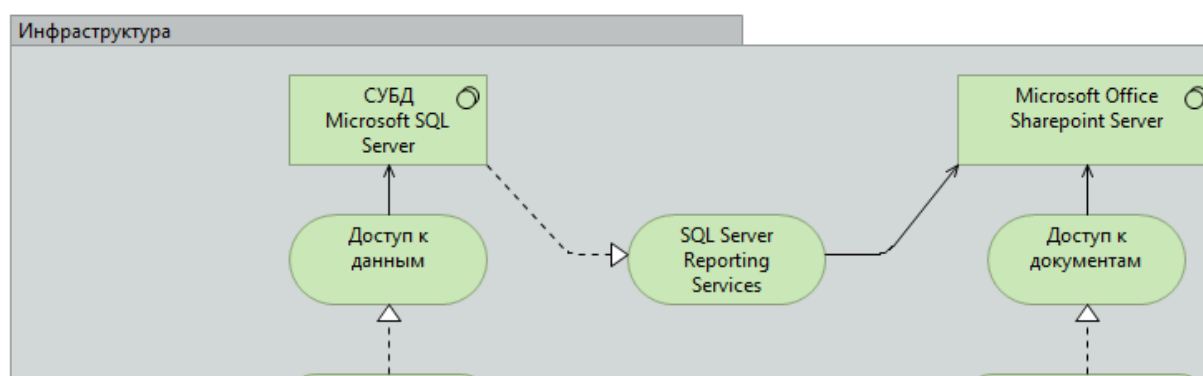 Инфраструктура
СУБД
Microsoft SQL
Server
Microsoft Office
Sharepoint Server
Доступ к
данным
SQL Server
Reporting
Services
Доступ к
документам